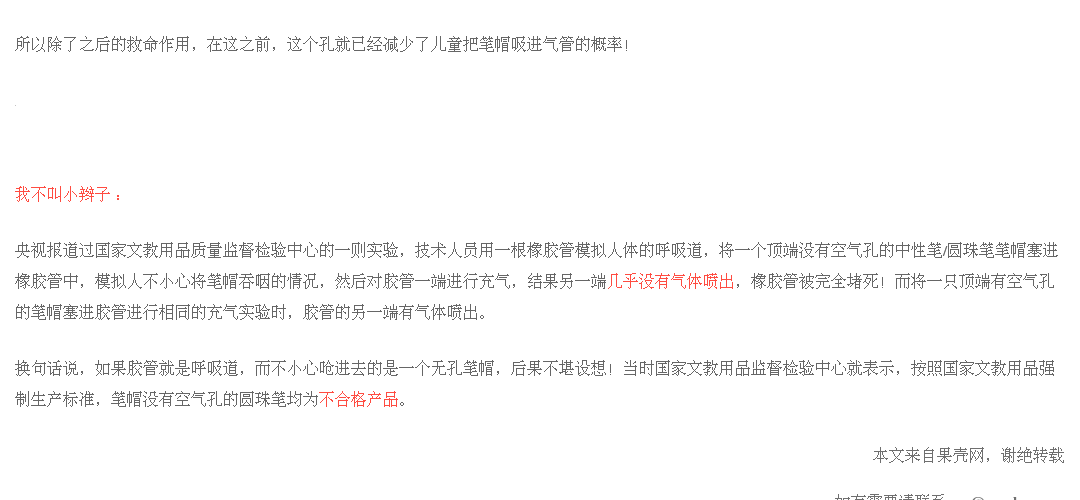 所以除了之后的救命作用，在这之前，这个孔就已经减少了儿童把笔帽吸进气管的概率！
我不叫小辫子：
央视报道过国家文教用品质量监督检验中心的一则实验，技术人员用一根橡胶管模拟人体的呼吸道，将一个顶端没有空气孔的中性笔/圆珠笔笔帽塞进
橡胶管中，模拟人不小心将笔帽吞咽的情况，然后对胶管一端进行充气，结果另一端几乎没有气体喷出，橡胶管被完全堵死！而将一只顶端有空气孔
的笔帽塞进胶管进行相同的充气实验时，胶管的另一端有气体喷出。
换句话说，如果胶管就是呼吸道，而不小心呛进去的是一个无孔笔帽，后果不堪设想！当时国家文教用品监督检验中心就表示，按照国家文教用品强
制生产标准，笔帽没有空气孔的圆珠笔均为不合格产品。
本文来自果壳网，谢绝转载
如有需要请联系